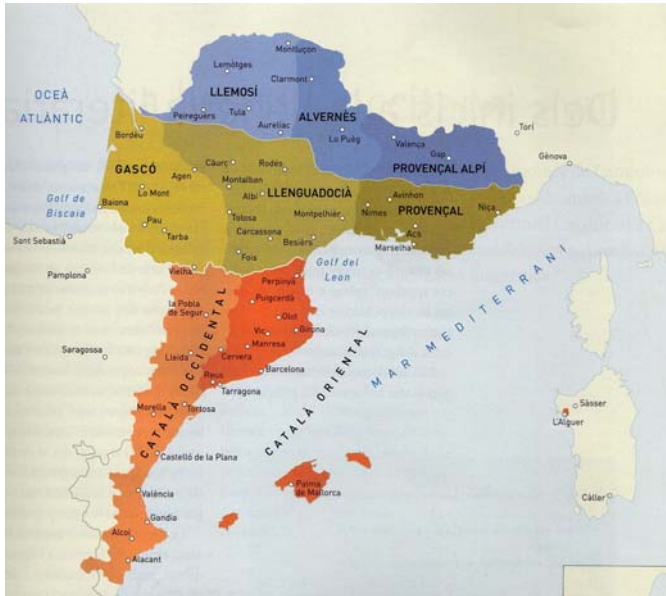 Montluçon
Lemòtges
LLEMOSÍ
Clarmont
OCEÀ
ATLÀNTIC
Peireguers
Tula
ALVERNÈS
Bordèu
Aureliac
Lo Puèg
Valença
Torí
Gap
PROVENÇAL ALPÍ
Gènova
GASCÓ
Càurç
Rodés
Agen
Montalban
LLENGUADOCIÀ
Avinhon
PROVENÇAL
Lo Mont
Albi
Nimes
Niça
Golf de
Biscaia
Baiona
Tolosa
Montpelhièr
Pau
Tarba
Carcassona
Besièrs
Acs
Marselha
Sant Sebastià
Fois
Golf del
Leon
Pamplona
Vielha
Perpinyà
la Pobla
de Segur
Puigcerdà
Olot
Girona
Vic
Manresa
Saragossa
Lleida
Cervera
Barcelona
Reus
Tarragona
CATALÀ OCCIDENTAL
CATALÀ ORIENTAL
MAR MEDITERRANI
Morella
Tortosa
Sàsser
L'Alguer
Castelló de la Plana
Palma
de Mallorca
València
Càller
Gandia
Alcoi
Alacant